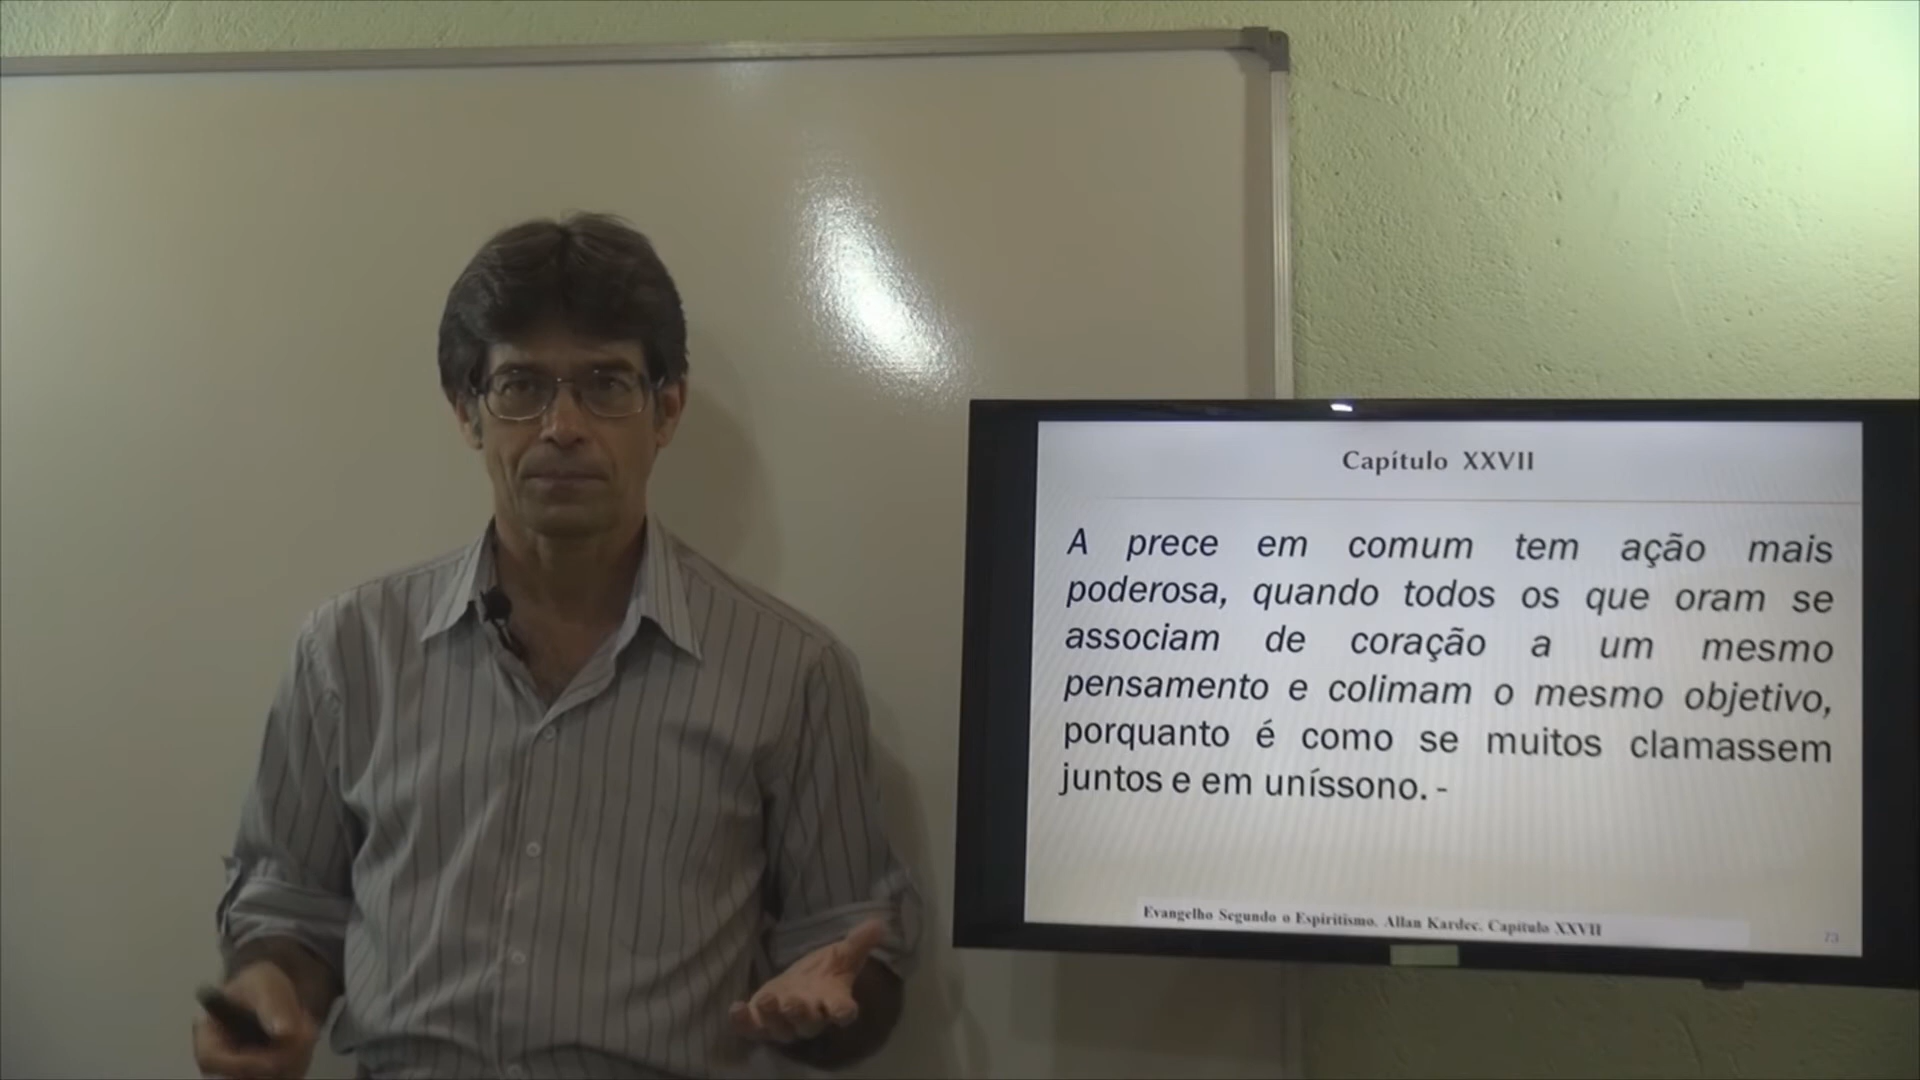 Capítulo XXVII
A prece em comum tem ação mais
poderosa, quando todos os que oram se
associam de coração a um mesmo
pensamento e colimam o mesmo objetivo,
porquanto é como se muitos clamassem
juntos e em uníssono. -
Evangelho Segundo o Espiritismo. Allan Kardec. Capítulo XXVII
73